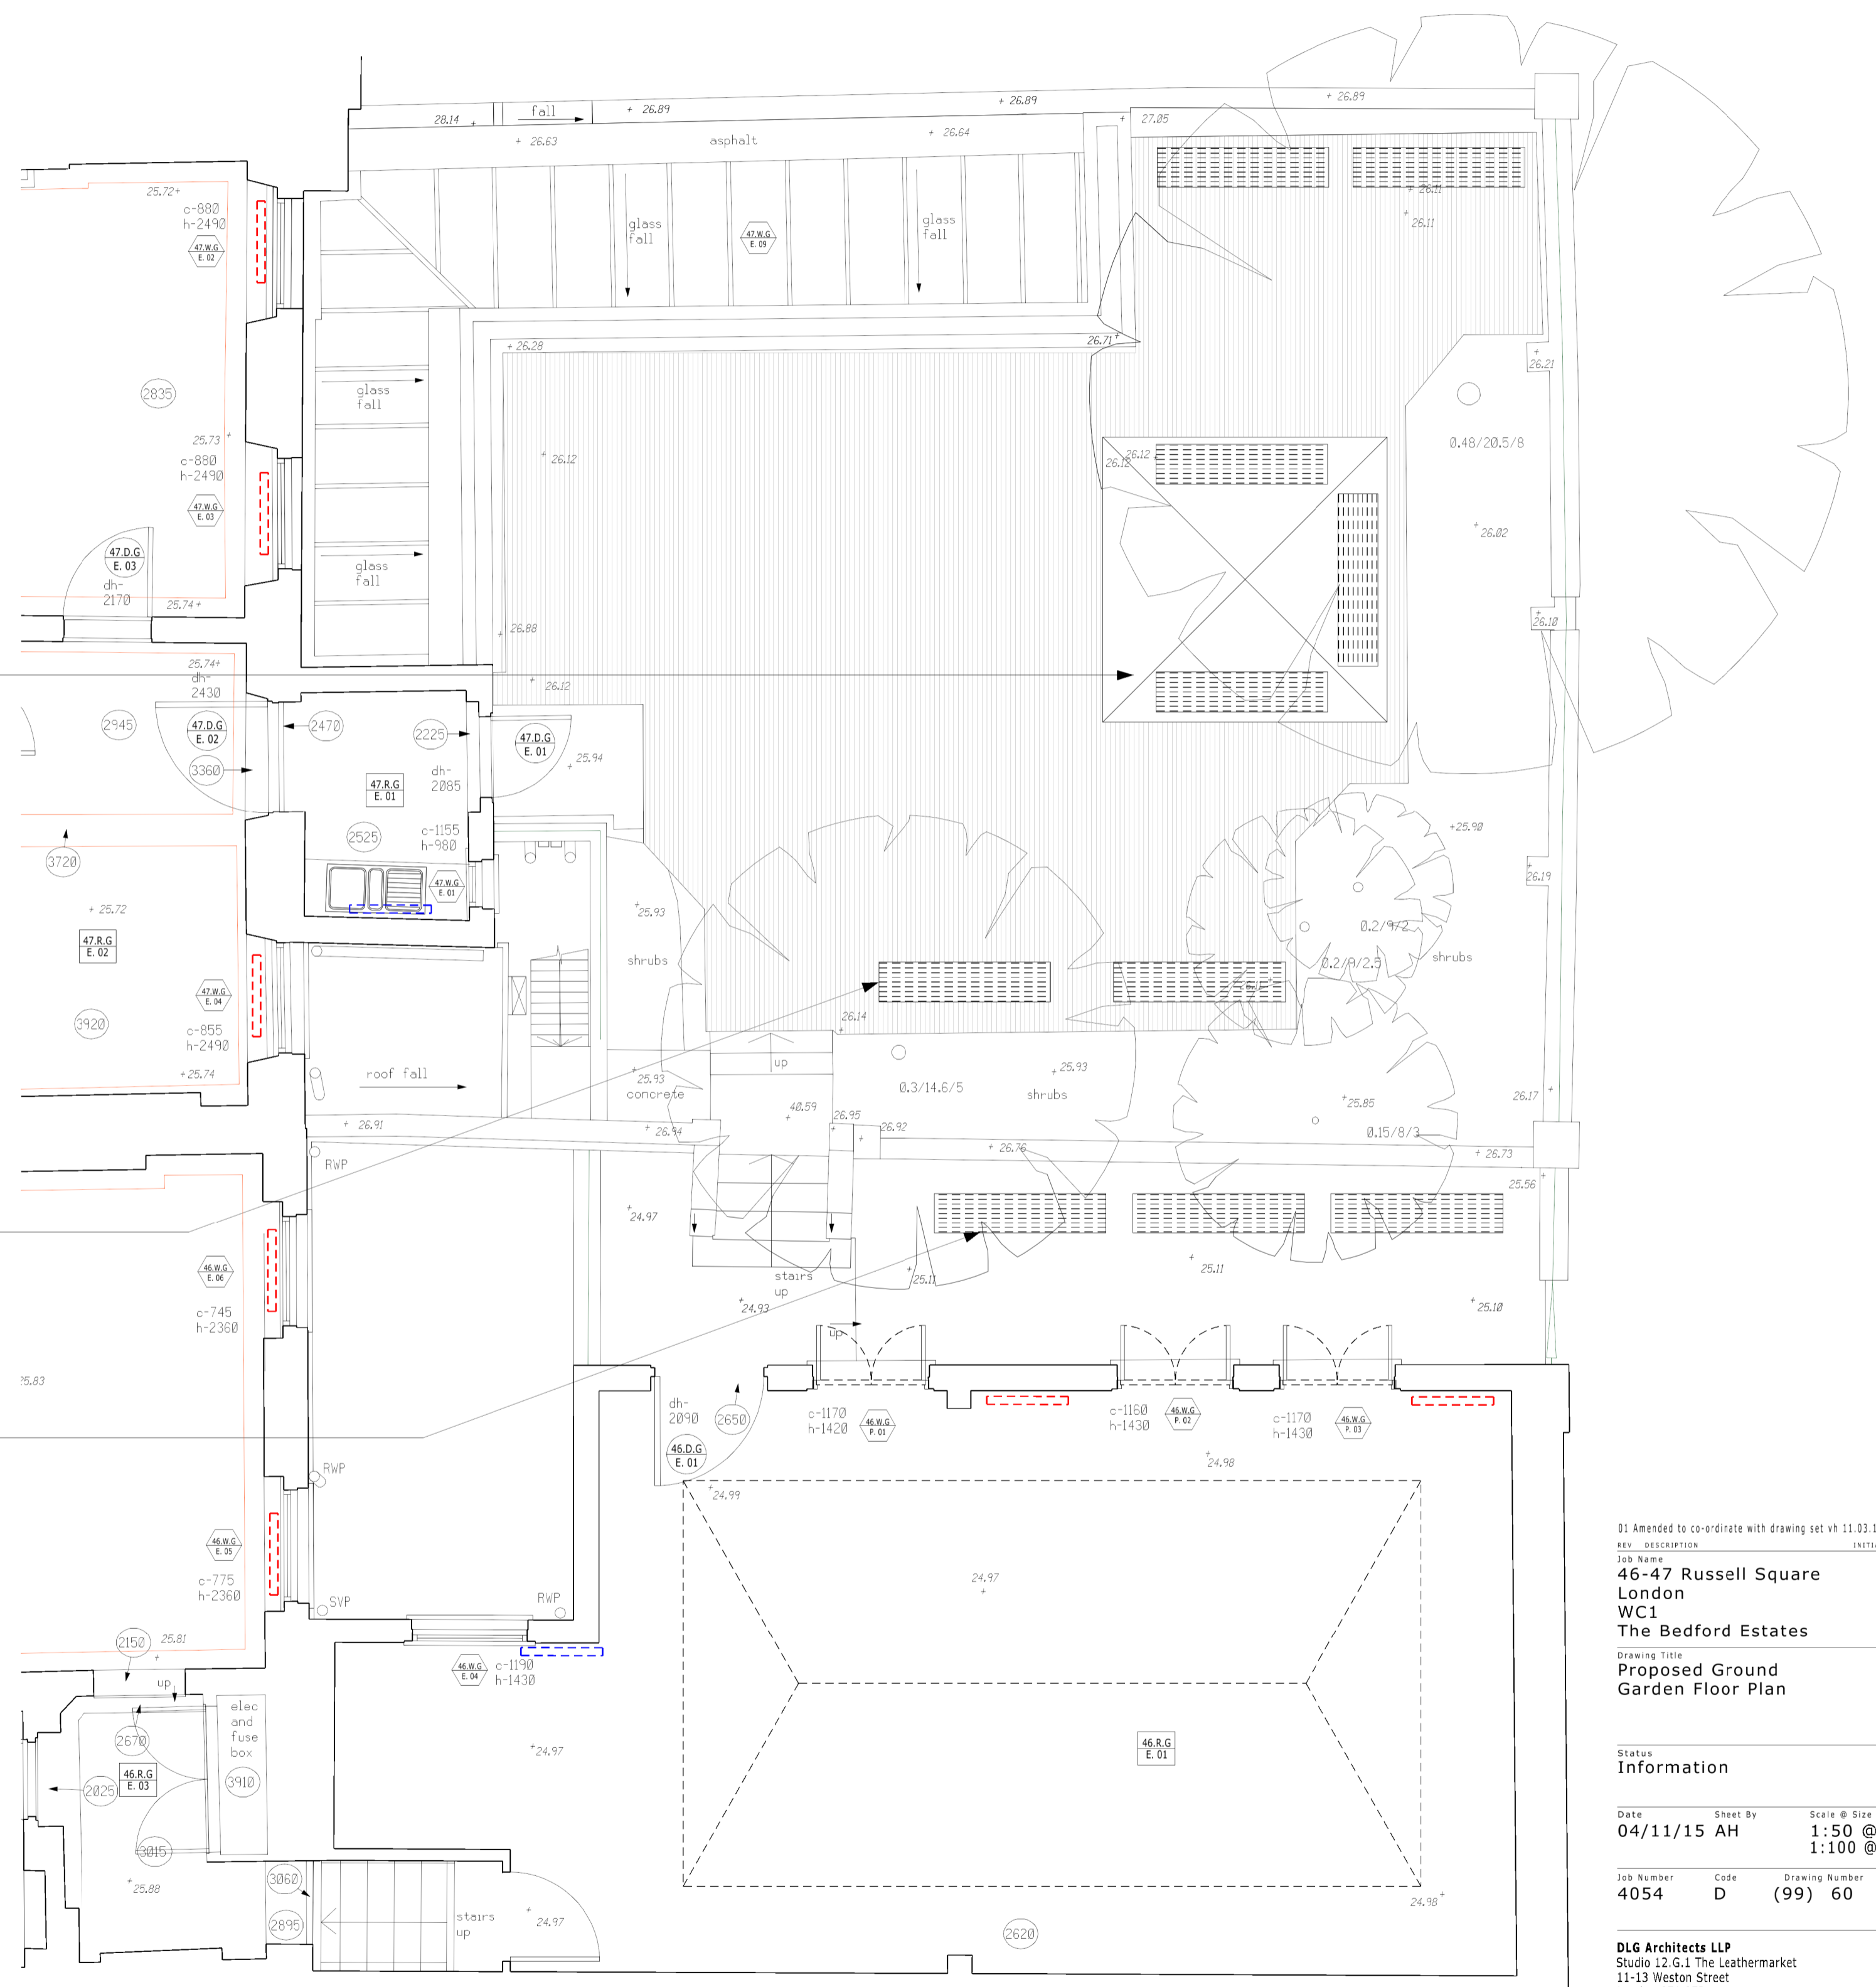 28.14
fall
26.89
26.89
26.89
27.05
26.63
asphalt
26.64
25.72
c-880
h-2490
47.W.G
E. 02
glass
fall
47.W.G
E. 09
glass
fall
26.11
26.11
26.28
26.71
26.21
2835
glass
fall
25.73
c-880
h-2490
47.W.G
E. 03
26.12
26.12
26.12
0.48/20.5/8
26.02
47.D.G
E. 03
dh-
2170
25.74
glass
fall
26.88
26.10
25.74
dh-
2430
26.12
2945
47.D.G
E. 02
2470
2225
47.D.G
E. 01
3360
47.R.G
E. 01
dh-
2085
25.94
2525
c-1155
h-980
3720
47.W.G
E. 01
25.90
26.19
25.72
47.R.G
E. 02
25.93
0.2/9/2
shrubs
0.2/9/2.5
shrubs
47.W.G
E. 04
3920
c-855
h-2490
26.14
25.74
roof fall
up
25.93
concrete
25.93
0.3/14.6/5
shrubs
25.85
26.17
40.59
26.95
26.92
0.15/8/3
26.91
26.94
26.76
26.73
RWP
25.56
24.97
46.W.G
E. 06
25.11
25.11
stairs
up
24.93
25.10
c-745
h-2360
up
25.83
dh-
2090
2650
c-1170
h-1420
46.W.G
P. 01
c-1160
h-1430
46.W.G
P. 02
c-1170
h-1430
46.W.G
P. 03
46.D.G
E. 01
24.98
RWP
24.99
46.W.G
E. 05
c-775
h-2360
SVP
RWP
24.97
2150
25.81
46.W.G
E. 04
c-1190
h-1430
up
elec
and
fuse
box
2670
24.97
46.R.G
E. 01
46.R.G
E. 03
2025
3910
3015
25.88
3060
2895
stairs
up
24.97
24.98
2620
01 Amended to co-ordinate with drawing set vh 11.03.1
REV DESCRIPTION INITI
Job Name
46-47 Russell Square
London
WC1
The Bedford Estates
Drawing Title
Proposed Ground
Garden Floor Plan
Status
Information
Date Sheet By Scale @ Size
04/11/15 AH 1:50 @
1:100 @
Job Number Code Drawing Number
4054 D (99) 60
DLG Architects LLP
Studio 12.G.1 The Leathermarket
11-13 Weston Street